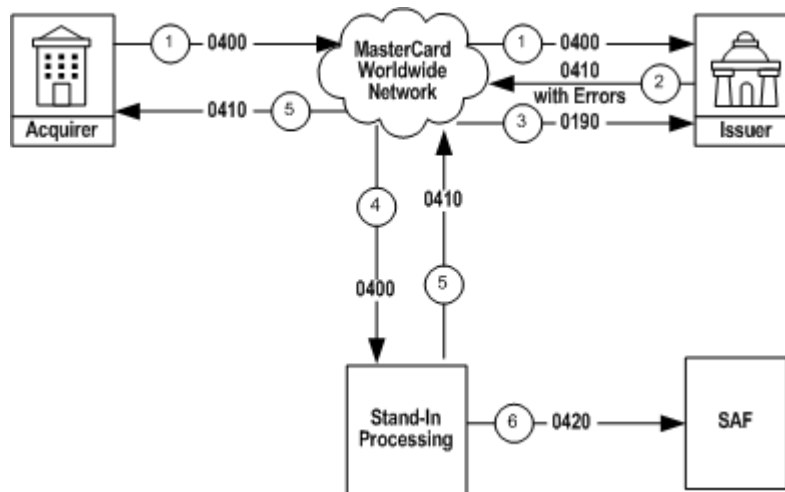 1
0400
MasterCard
Worldwide
Network
1
0400
0410
with Errors
2
0410
5
3
0190
Acquirer
Issuer
4
0410
0400
5
Stand-In
Processing
6
0420
SAF